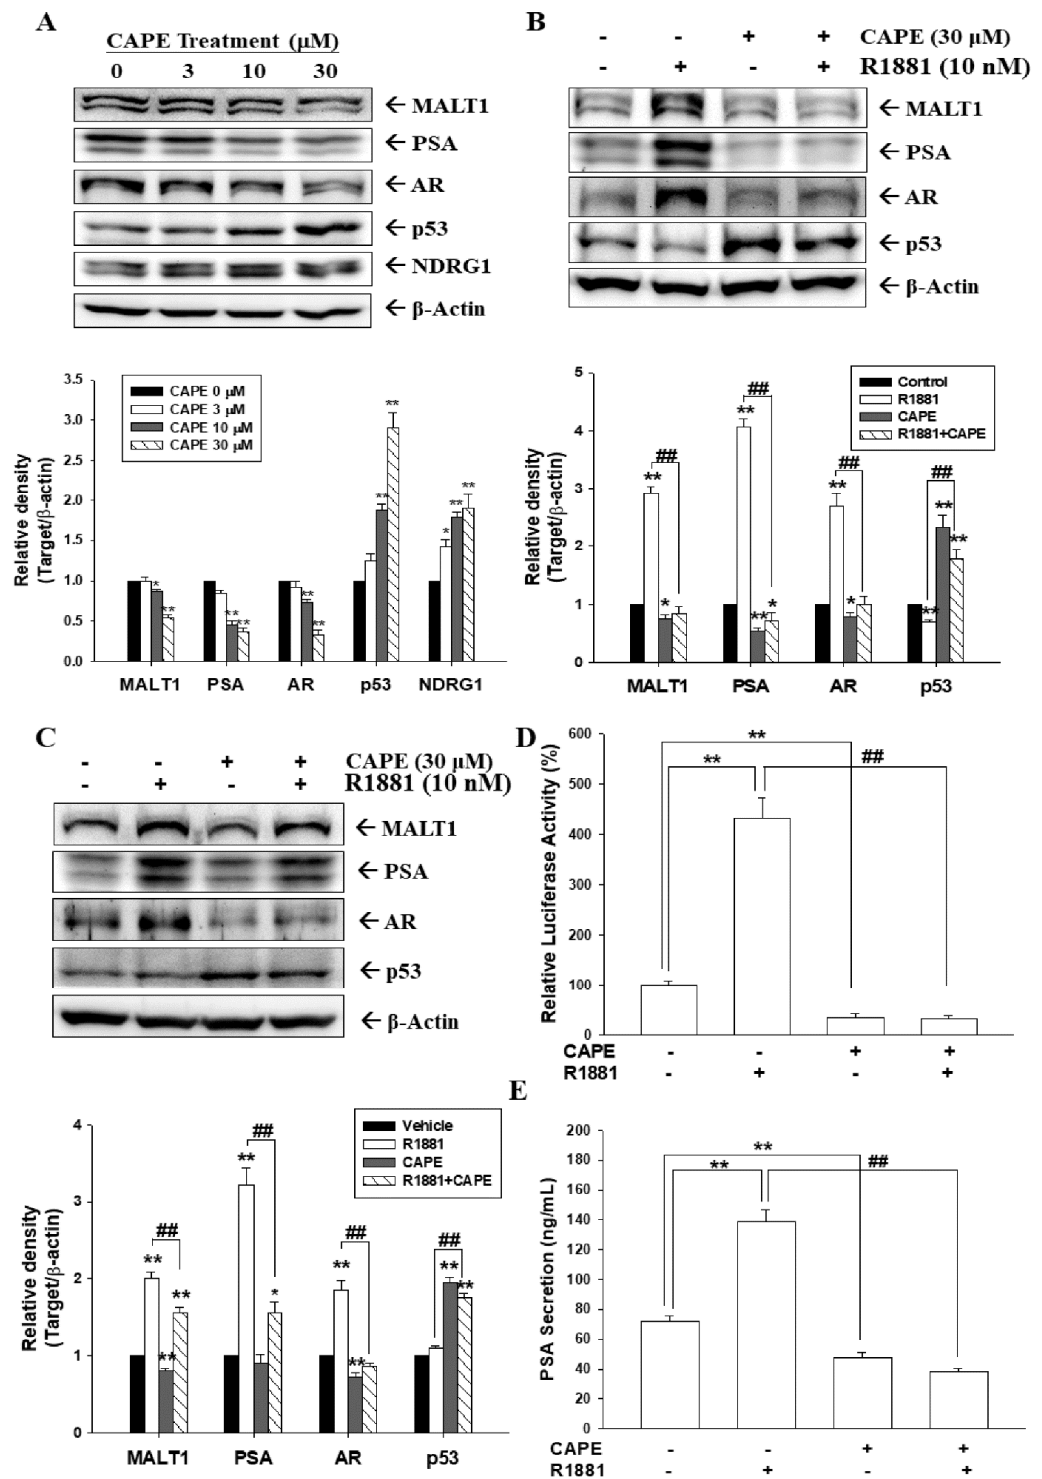 A
CAPE Treatment (µM)
0 3 10 30
← MALT1
← PSA
← AR
← p53
← NDRG1
← β-Actin
3.5
3.0
2.5
2.0
1.5
1.0
0.5
0.0
Relative density
(Target/β-actin)
CAPE 0 µM
CAPE 3 µM
CAPE 10 µM
CAPE 30 µM
* ** ** ** ** ** ** ** * ** **
MALT1 PSA AR p53 NDRG1
B
- - + + CAPE (30 µM)
- + - + R1881 (10 nM)
← MALT1
← PSA
← AR
← p53
← β-Actin
5
4
3
2
1
0
Relative density
(Target/β-actin)
Control
R1881
CAPE
R1881+CAPE
## ## ## ##
** * ** ** * ** * ** ** **
MALT1 PSA AR p53
C
- - + + CAPE (30 µM)
- + - + R1881 (10 nM)
← MALT1
← PSA
← AR
← p53
← β-Actin
4
3
2
1
0
Relative density
(Target/β-actin)
Vehicle
R1881
CAPE
R1881+CAPE
## ## ## ##
** ** ** ** * ** ** ** **
MALT1 PSA AR p53
D
600
500
400
300
200
100
0
Relative Luciferase Activity (%)
** ** ##
CAPE - - + +
R1881 - + - +
E
200
180
160
140
120
100
80
60
40
20
0
PSA Secretion (ng/mL)
** ** ##
CAPE - - + +
R1881 - + - +